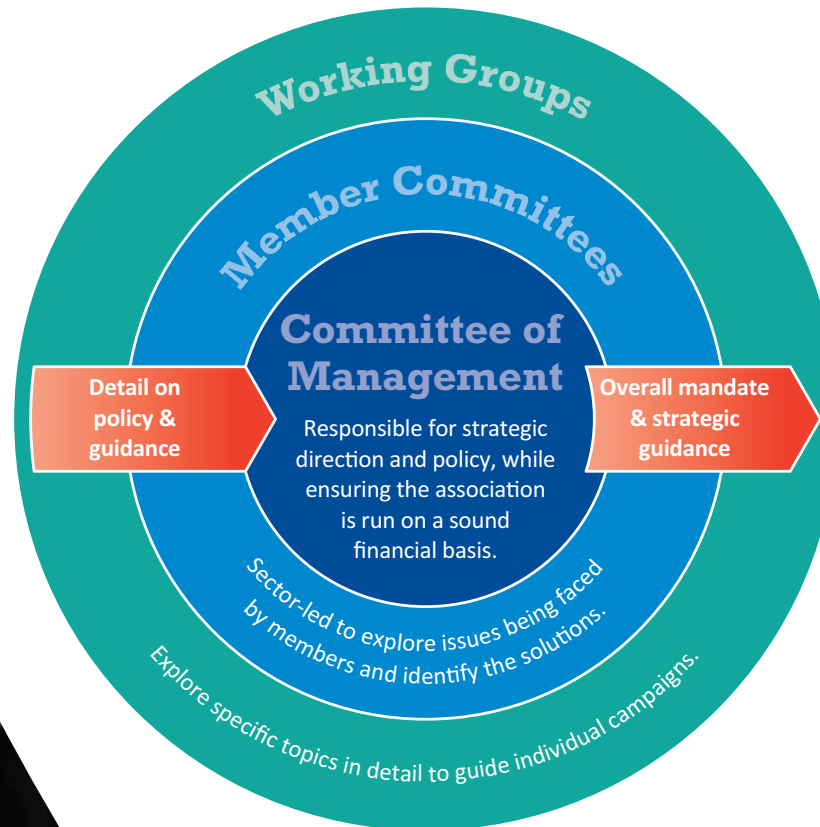 Working Groups
Member Committees
Committee of
Management
Responsible for strategic
direction and policy, while
ensuring the association
is run on a sound
financial basis.
Detail on
policy &
guidance
Overall mandate
& strategic
guidance
Sector-led to explore issues being faced
by members and identify the solutions.
Explore specific topics in detail to guide individual campaigns.